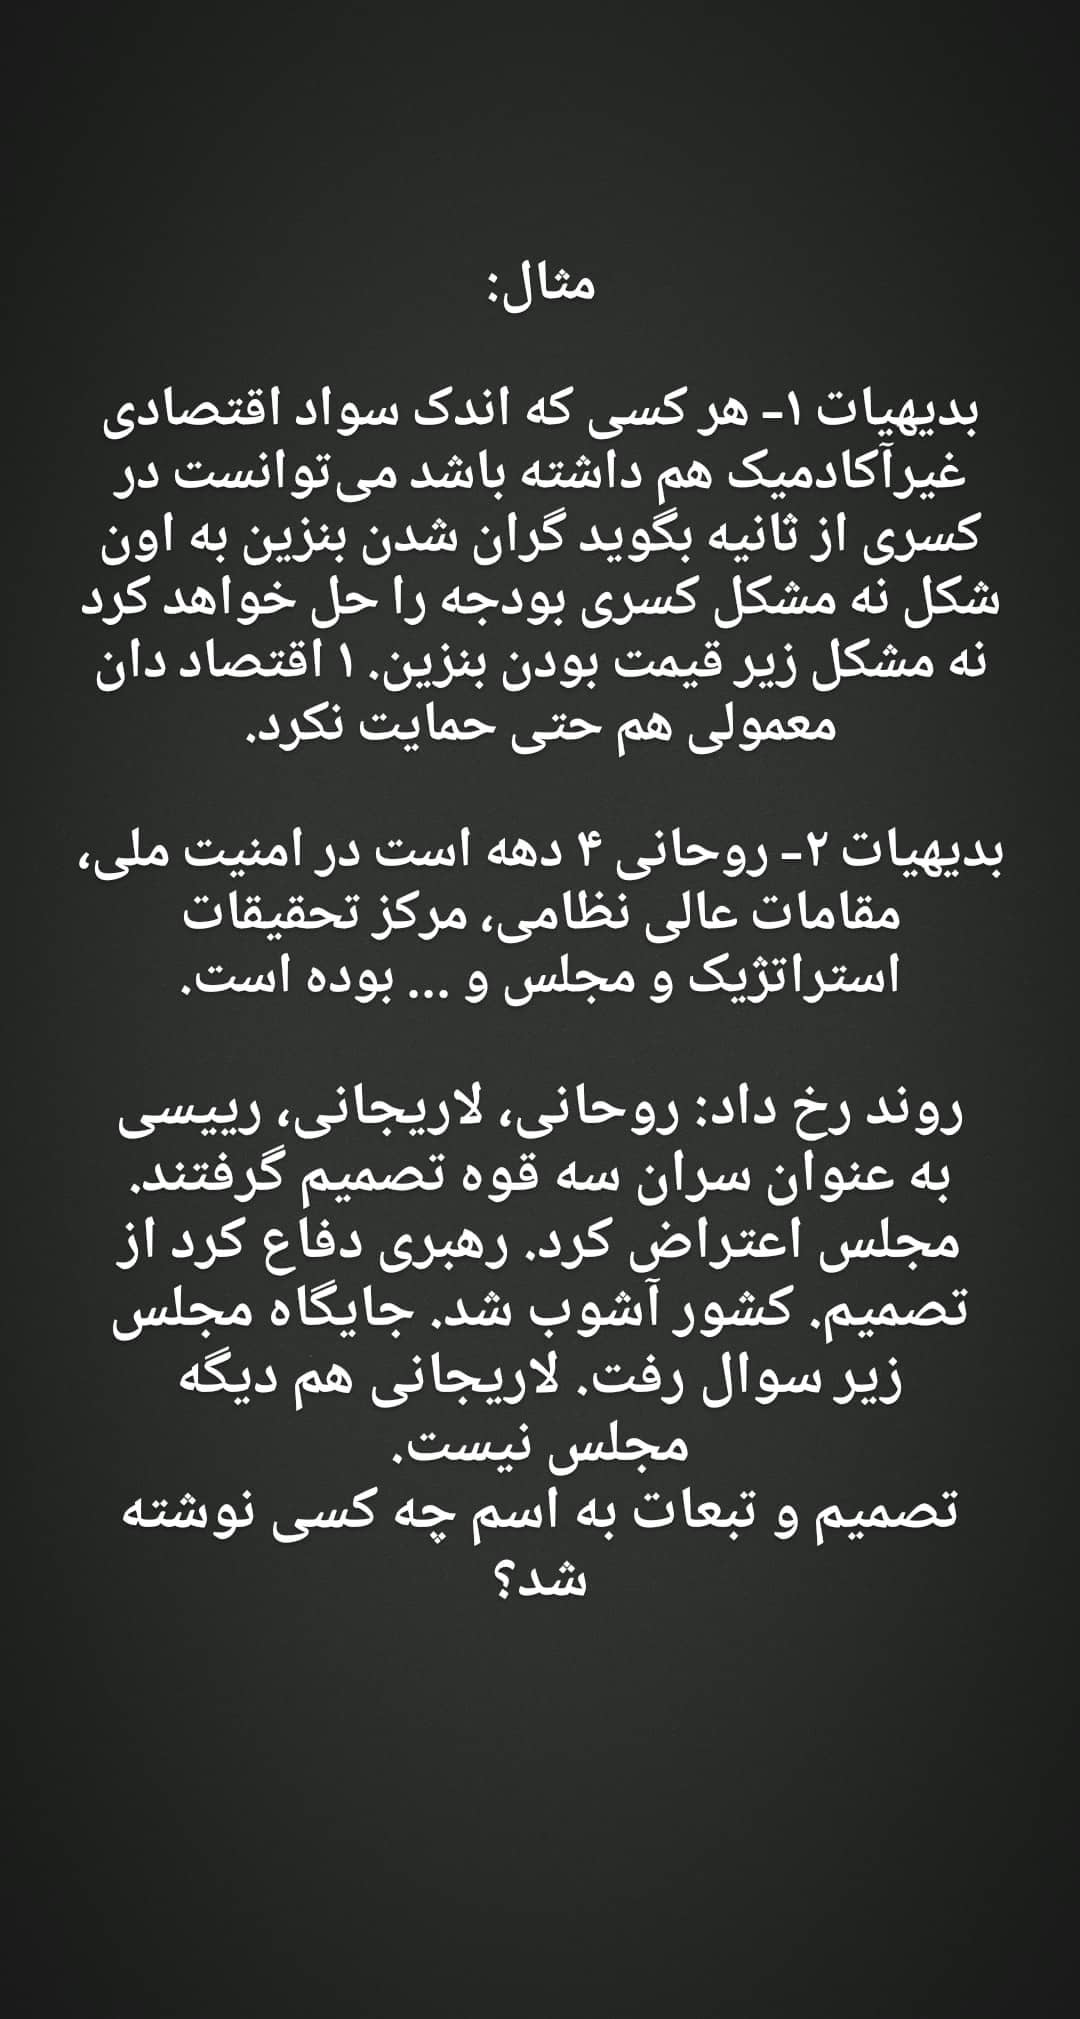 مثال:
بدیهیات ۱- هر کسی که اندک سواد اقتصادی
غیرآکادمیک هم داشته باشد می‌توانست در
کسری از ثانیه بگوید گران شدن بنزین به اون
شکل نه مشکل کسری بودجه را حل خواهد کرد
نه مشکل زیر قیمت بودن بنزین. ۱ اقتصاد دان
معمولی هم حتی حمایت نکرد.
بدیهیات ۲- روحانی ۴ دهه است در امنیت ملی،
مقامات عالی نظامی، مرکز تحقیقات
استراتژیک و مجلس و ... بوده است.
روند رخ داد: روحانی، لاریجانی، رییسی
به عنوان سران سه قوه تصمیم گرفتند.
مجلس اعتراض کرد. رهبری دفاع کرد از
تصمیم. کشور آشوب شد. جایگاه مجلس
زیر سوال رفت. لاریجانی هم دیگه
مجلس نیست.
تصمیم و تبعات به اسم چه کسی نوشته
شد؟